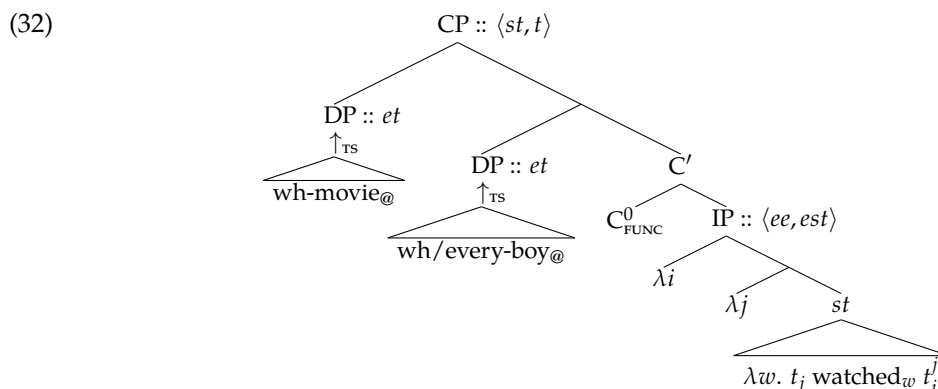 (32)
CP :: ⟨st, t⟩
DP :: et
↑TS
wh-movie@
DP :: et
↑TS
wh/every-boy@
C′
C⁰FUNC
IP :: ⟨ee, est⟩
λi
λj
st
λw. tⱼ watched_w tᵢʲ